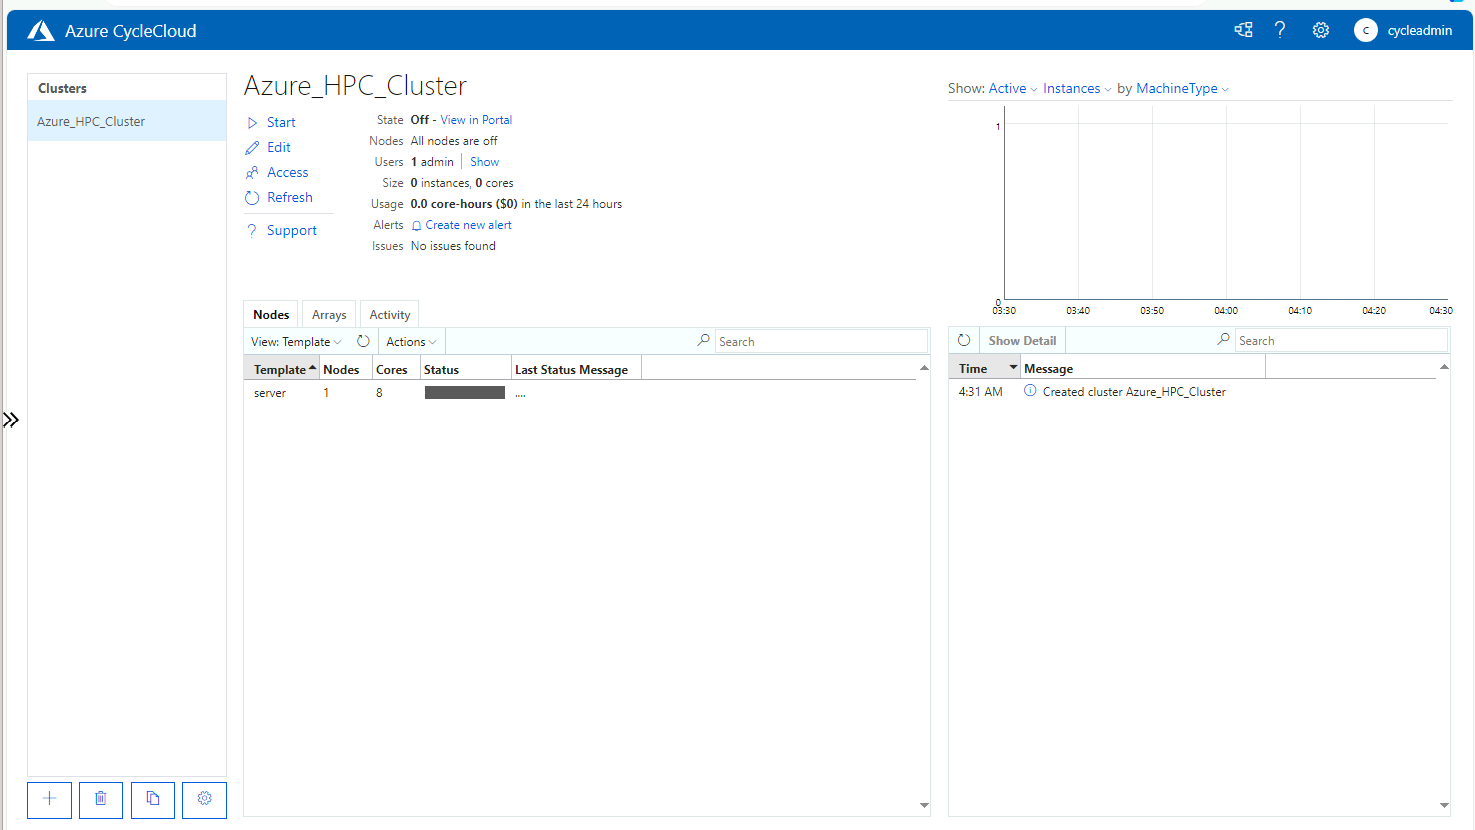 Azure CycleCloud
C cycleadmin
Clusters
Azure_HPC_Cluster
Azure_HPC_Cluster
Start
Edit
Access
Refresh
Support
State Off - View in Portal
Nodes All nodes are off
Users 1 admin Show
Size 0 instances, 0 cores
Usage 0.0 core-hours ($0) in the last 24 hours
Alerts Create new alert
Issues No issues found
Show: Active Instances by MachineType
1
0
03:30 03:40 03:50 04:00 04:10 04:20 04:30
Nodes Arrays Activity
View: Template Actions Search
Template Nodes Cores Status Last Status Message
server 1 8 ....
Show Detail Search
Time Message
4:31 AM Created cluster Azure_HPC_Cluster